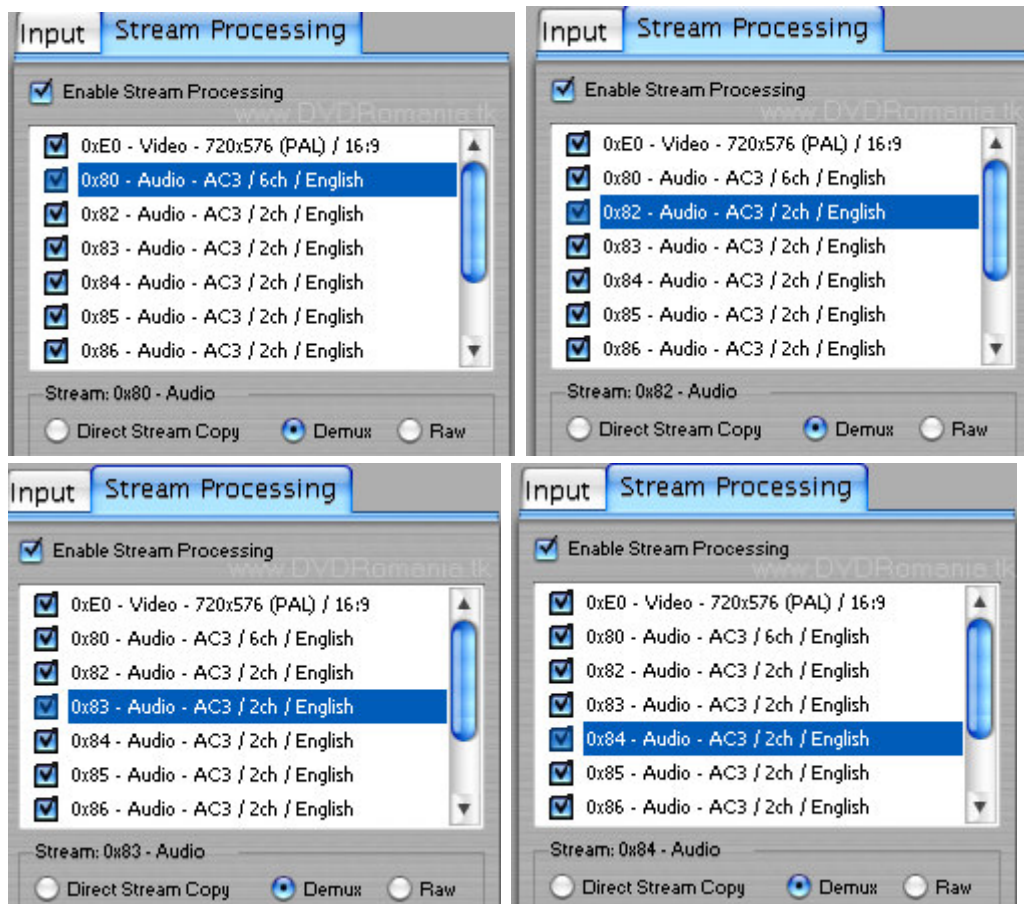 Input Stream Processing
Enable Stream Processing
www.DVDRomania.tk
0xE0 - Video - 720x576 (PAL) / 16:9
0x80 - Audio - AC3 / 6ch / English
0x82 - Audio - AC3 / 2ch / English
0x83 - Audio - AC3 / 2ch / English
0x84 - Audio - AC3 / 2ch / English
0x85 - Audio - AC3 / 2ch / English
0x86 - Audio - AC3 / 2ch / English
Stream: 0x80 - Audio
Direct Stream Copy Demux Raw
Input Stream Processing
Enable Stream Processing
www.DVDRomania.tk
0xE0 - Video - 720x576 (PAL) / 16:9
0x80 - Audio - AC3 / 6ch / English
0x82 - Audio - AC3 / 2ch / English
0x83 - Audio - AC3 / 2ch / English
0x84 - Audio - AC3 / 2ch / English
0x85 - Audio - AC3 / 2ch / English
0x86 - Audio - AC3 / 2ch / English
Stream: 0x82 - Audio
Direct Stream Copy Demux Raw
Input Stream Processing
Enable Stream Processing
www.DVDRomania.tk
0xE0 - Video - 720x576 (PAL) / 16:9
0x80 - Audio - AC3 / 6ch / English
0x82 - Audio - AC3 / 2ch / English
0x83 - Audio - AC3 / 2ch / English
0x84 - Audio - AC3 / 2ch / English
0x85 - Audio - AC3 / 2ch / English
0x86 - Audio - AC3 / 2ch / English
Stream: 0x83 - Audio
Direct Stream Copy Demux Raw
Input Stream Processing
Enable Stream Processing
www.DVDRomania.tk
0xE0 - Video - 720x576 (PAL) / 16:9
0x80 - Audio - AC3 / 6ch / English
0x82 - Audio - AC3 / 2ch / English
0x83 - Audio - AC3 / 2ch / English
0x84 - Audio - AC3 / 2ch / English
0x85 - Audio - AC3 / 2ch / English
0x86 - Audio - AC3 / 2ch / English
Stream: 0x84 - Audio
Direct Stream Copy Demux Raw